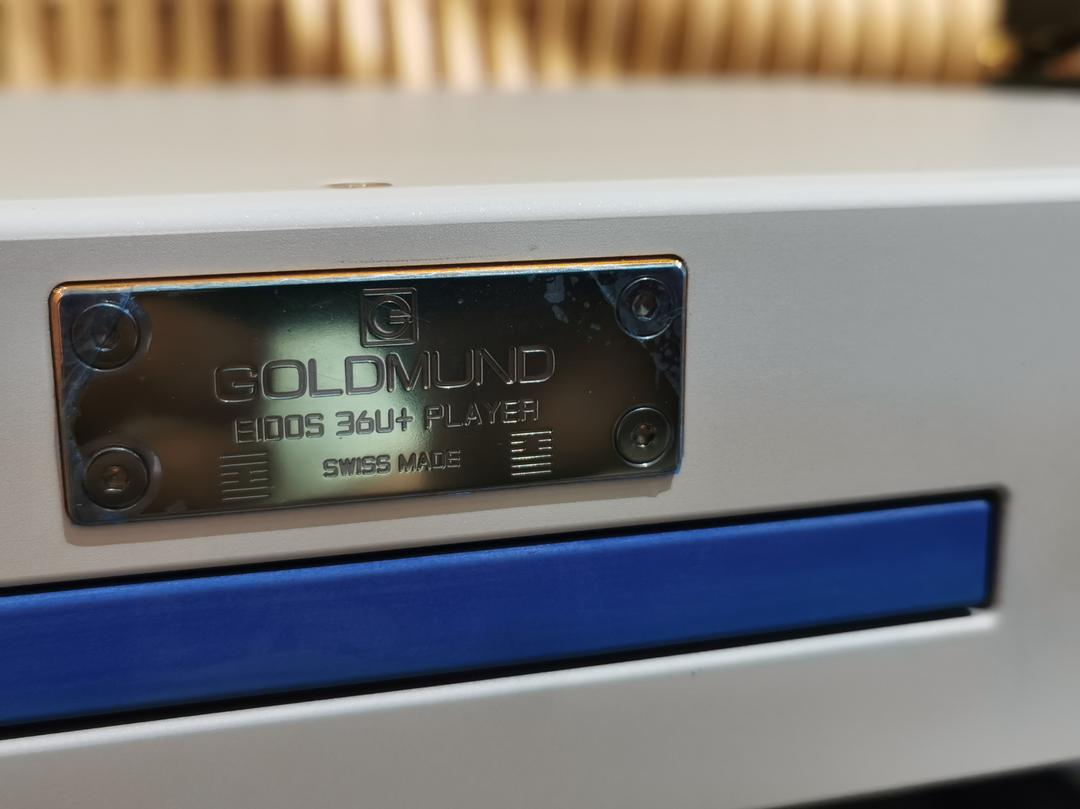 G
GOLDMUND
EIDOS 36U+ PLAYER
SWISS MADE